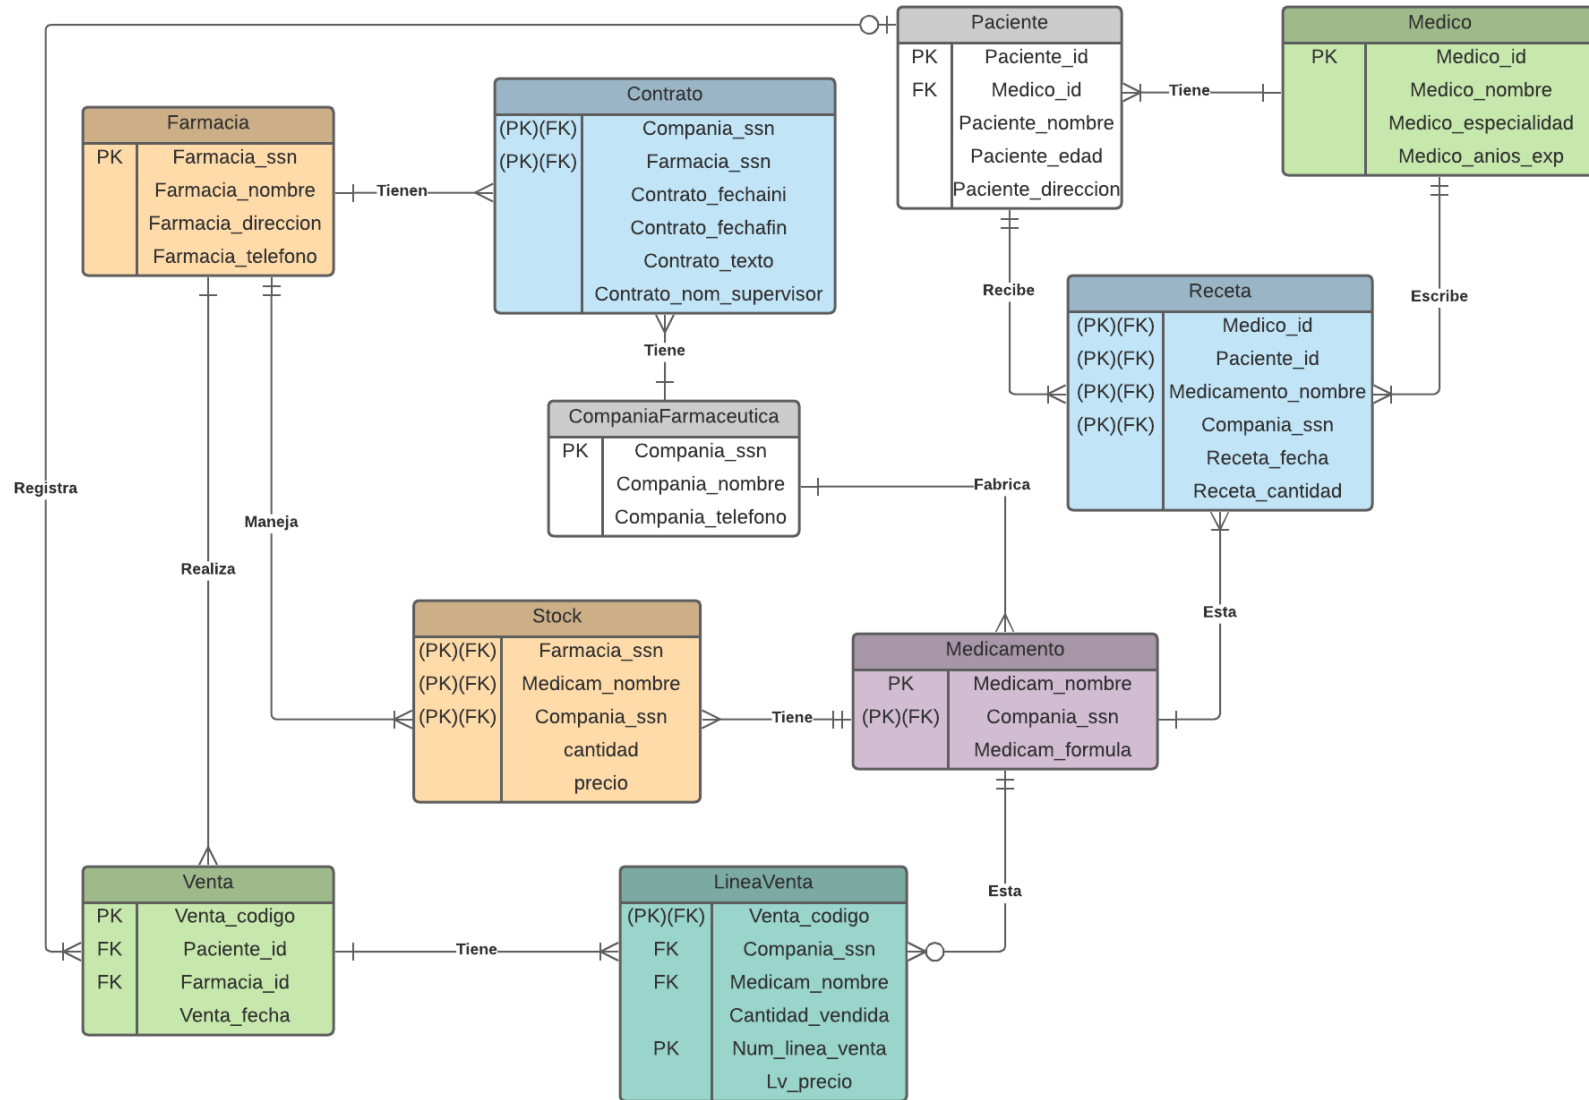 Paciente
PK Paciente_id
FK Medico_id
Paciente_nombre
Paciente_edad
Paciente_direccion
Tiene
Medico
PK Medico_id
Medico_nombre
Medico_especialidad
Medico_anios_exp
Farmacia
PK Farmacia_ssn
Farmacia_nombre
Farmacia_direccion
Farmacia_telefono
Tienen
Contrato
(PK)(FK) Compania_ssn
(PK)(FK) Farmacia_ssn
Contrato_fechaini
Contrato_fechafin
Contrato_texto
Contrato_nom_supervisor
Recibe
Escribe
Receta
(PK)(FK) Medico_id
(PK)(FK) Paciente_id
(PK)(FK) Medicamento_nombre
(PK)(FK) Compania_ssn
Receta_fecha
Receta_cantidad
Tiene
CompaniaFarmaceutica
PK Compania_ssn
Compania_nombre
Compania_telefono
Fabrica
Registra
Maneja
Realiza
Esta
Stock
(PK)(FK) Farmacia_ssn
(PK)(FK) Medicam_nombre
(PK)(FK) Compania_ssn
cantidad
precio
Tiene
Medicamento
PK Medicam_nombre
(PK)(FK) Compania_ssn
Medicam_formula
Esta
Venta
PK Venta_codigo
FK Paciente_id
FK Farmacia_id
Venta_fecha
Tiene
LineaVenta
(PK)(FK) Venta_codigo
FK Compania_ssn
FK Medicam_nombre
Cantidad_vendida
PK Num_linea_venta
Lv_precio